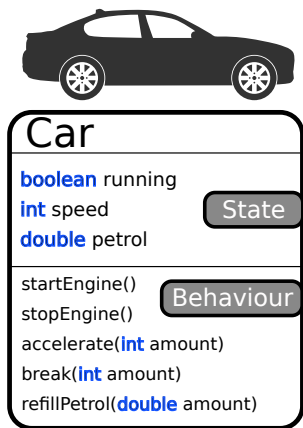 Car
boolean running
int speed
State
double petrol
startEngine()
Behaviour
stopEngine()
accelerate(int amount)
break(int amount)
refillPetrol(double amount)